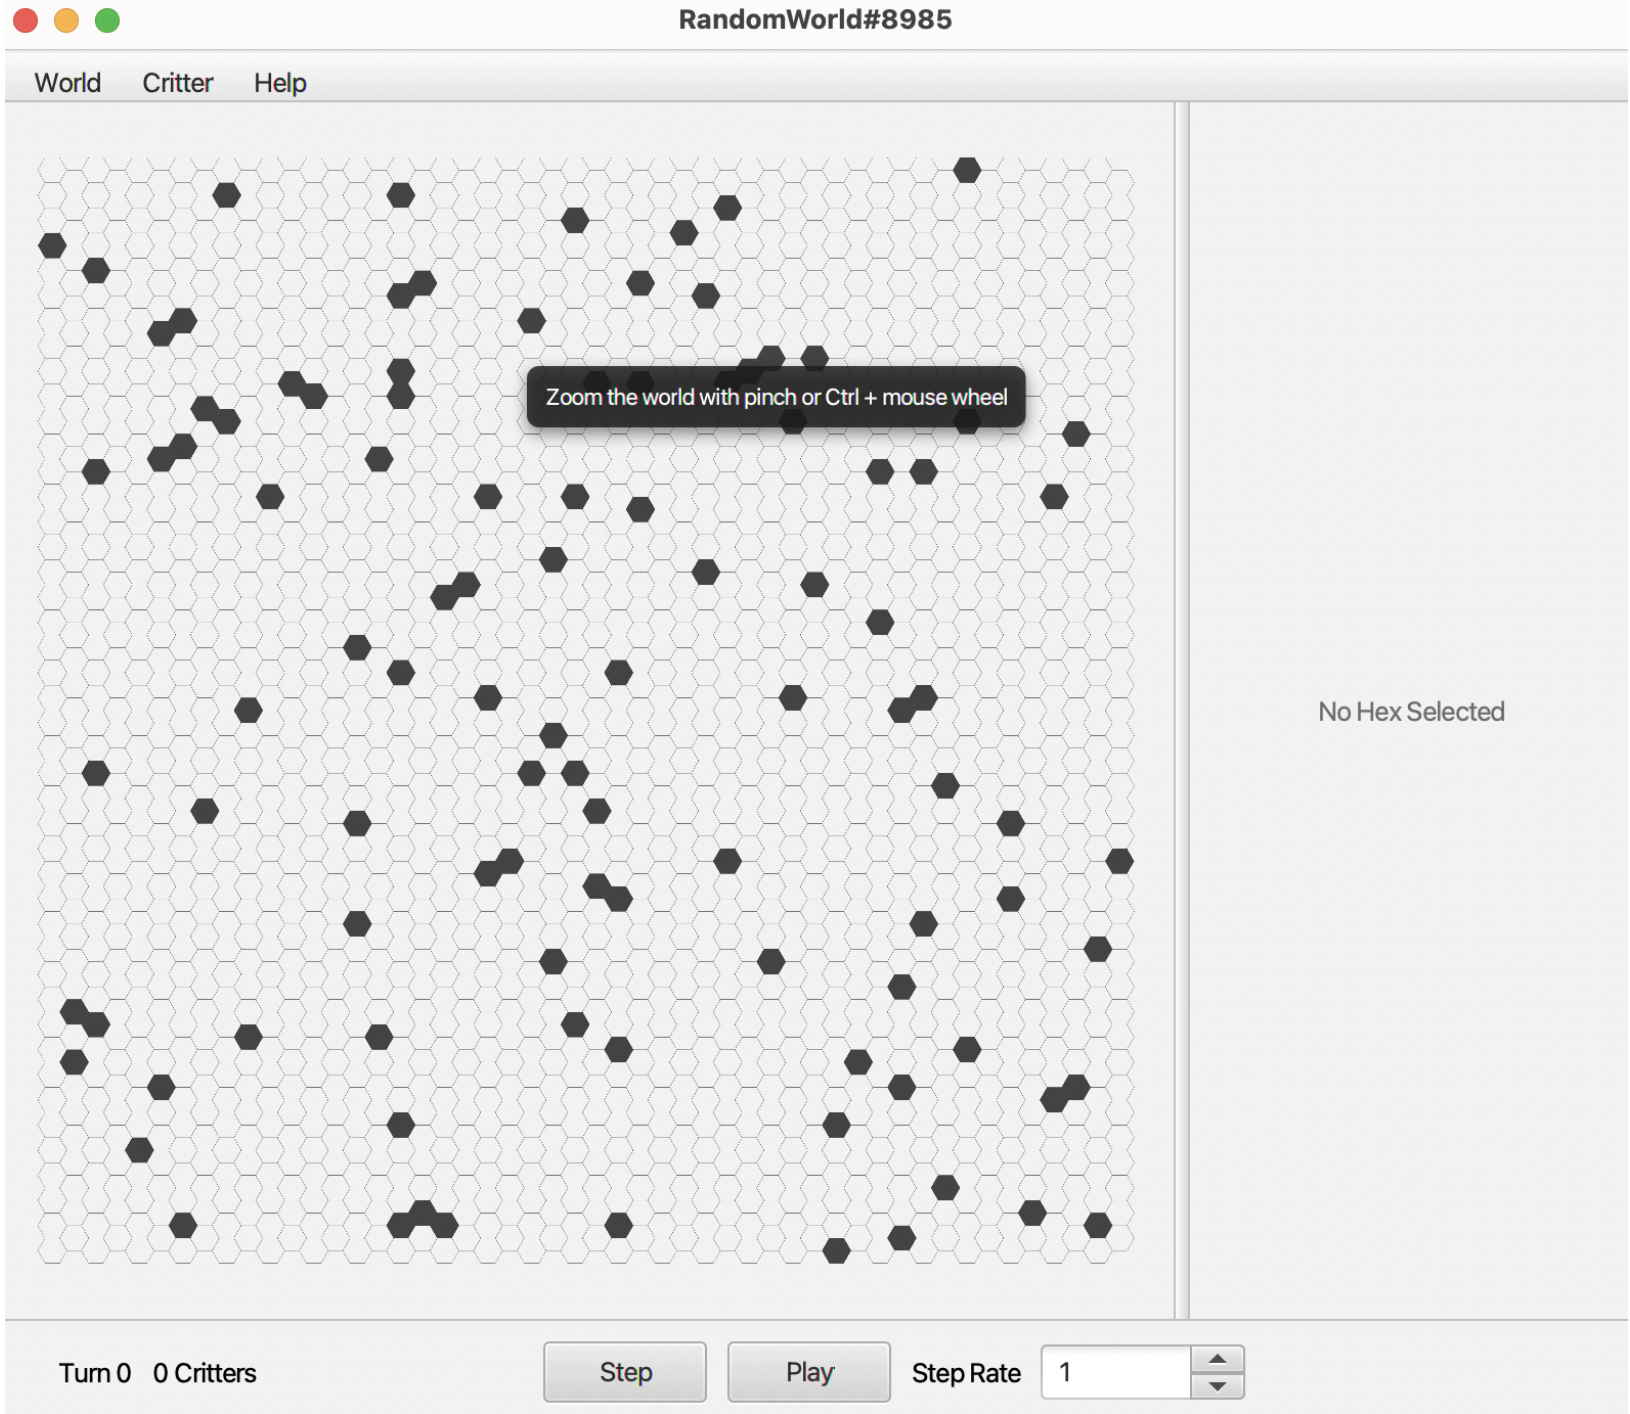 RandomWorld#8985
World Critter Help
Zoom the world with pinch or Ctrl + mouse wheel
No Hex Selected
Turn 0 0 Critters Step Play Step Rate 1